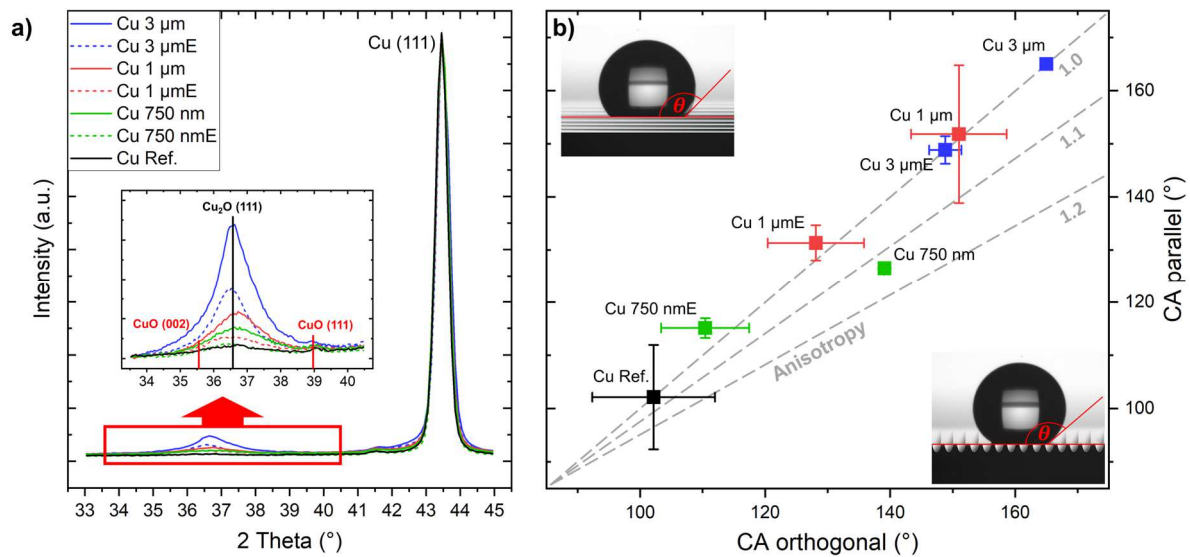 a)
Cu 3 µm
Cu 3 µmE
Cu 1 µm
Cu 1 µmE
Cu 750 nm
Cu 750 nmE
Cu Ref.
Cu (111)
Cu₂O (111)
CuO (002)
CuO (111)
34 35 36 37 38 39 40
Intensity (a.u.)
33 34 35 36 37 38 39 40 41 42 43 44 45
2 Theta (°)
b)
θ
Cu 3 µm
1.0
Cu 1 µm
Cu 3 µmE
1.1
Cu 1 µmE
1.2
Cu 750 nm
Cu 750 nmE
Anisotropy
Cu Ref.
θ
160
140
120
100
CA parallel (°)
100 120 140 160
CA orthogonal (°)